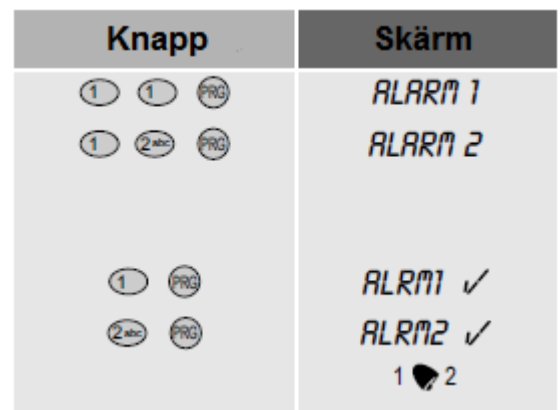 Knapp Skärm
1 1 PRG ALARM 1
1 2abc PRG ALARM 2
1 PRG ALRM1 ✓
2abc PRG ALRM2 ✓
1 2